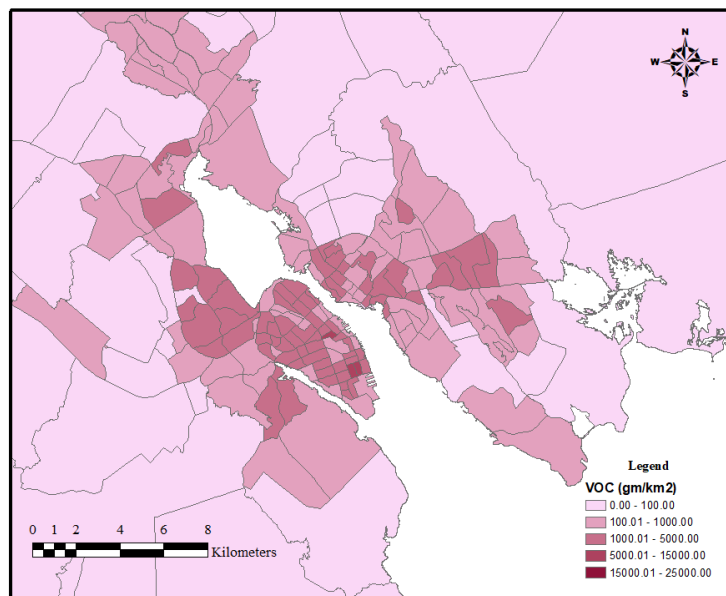 N
W E
S
Legend
VOC (gm/km2)
0.00 - 100.00
100.01 - 1000.00
1000.01 - 5000.00
5000.01 - 15000.00
15000.01 - 25000.00
0 1 2 4 6 8
Kilometers